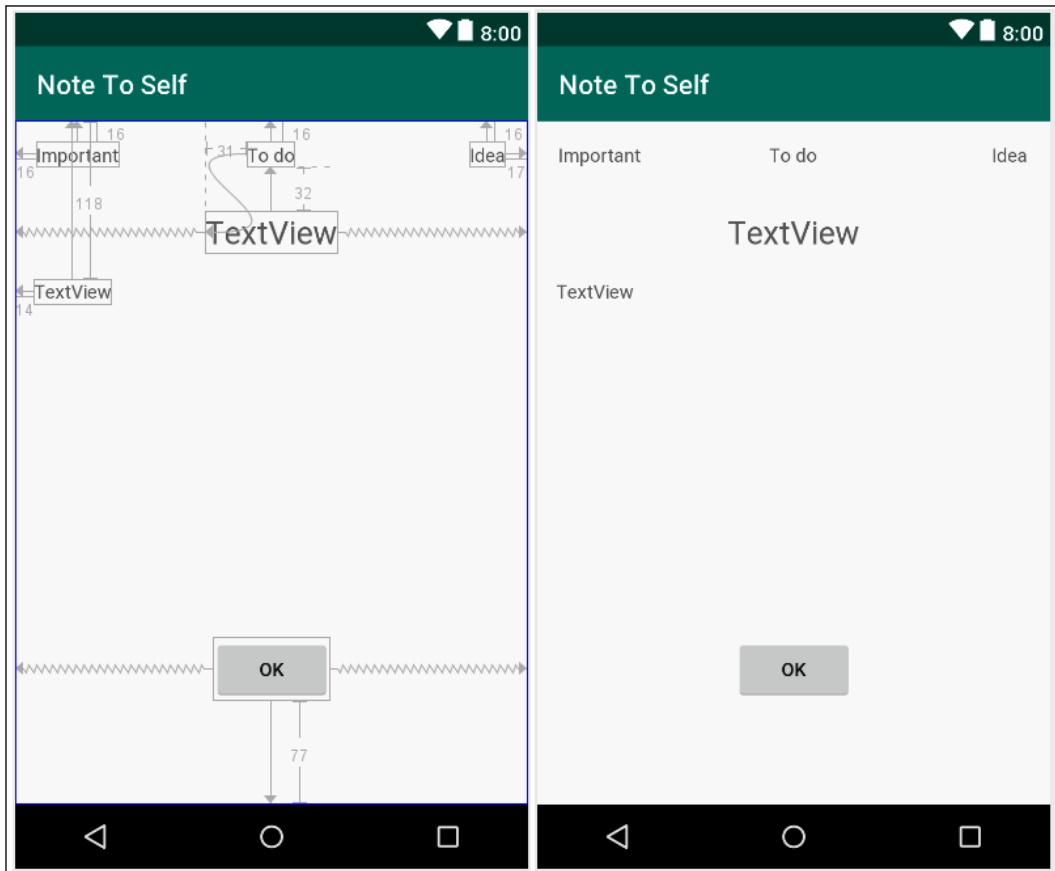 8:00
Note To Self
16 16 16
Important 31 To do Idea
16 17
32
118
TextView
TextView
14
OK
77
8:00
Note To Self
Important To do Idea
TextView
TextView
OK